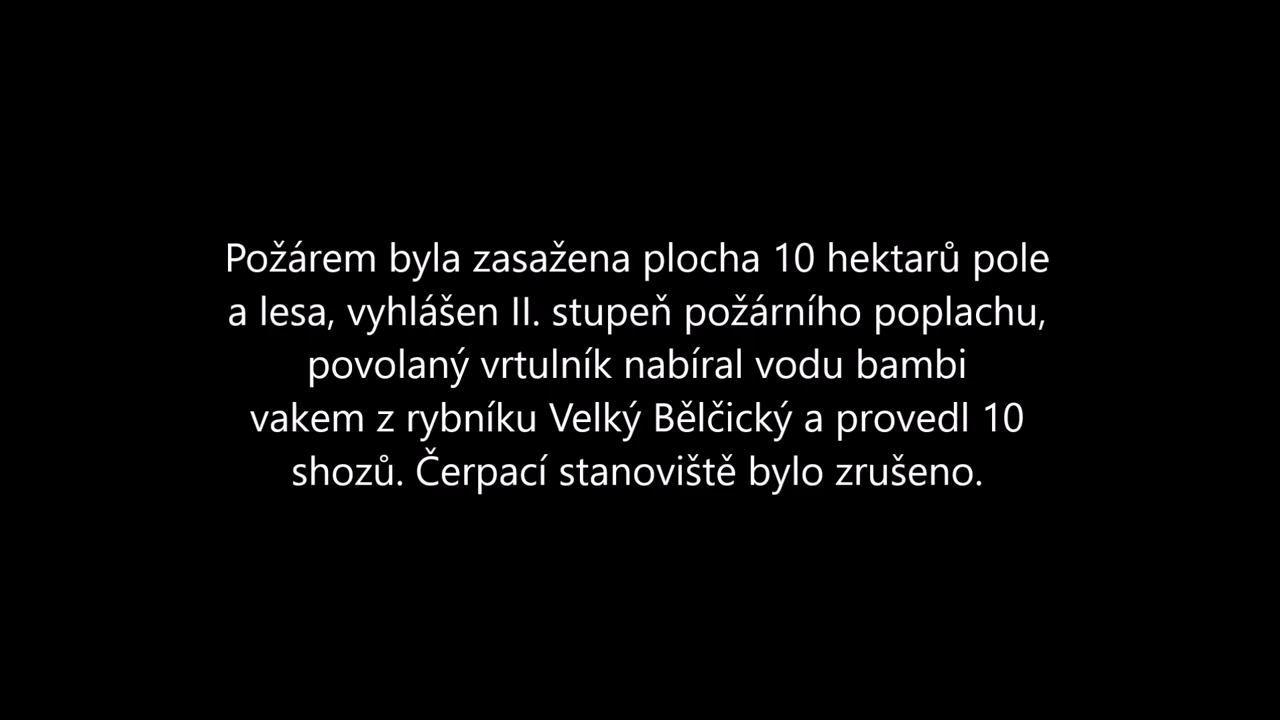 Požárem byla zasažena plocha 10 hektarů pole
a lesa, vyhlášen II. stupeň požárního poplachu,
povolaný vrtulník nabíral vodu bambi
vakem z rybníku Velký Bělčický a provedl 10
shozů. Čerpací stanoviště bylo zrušeno.